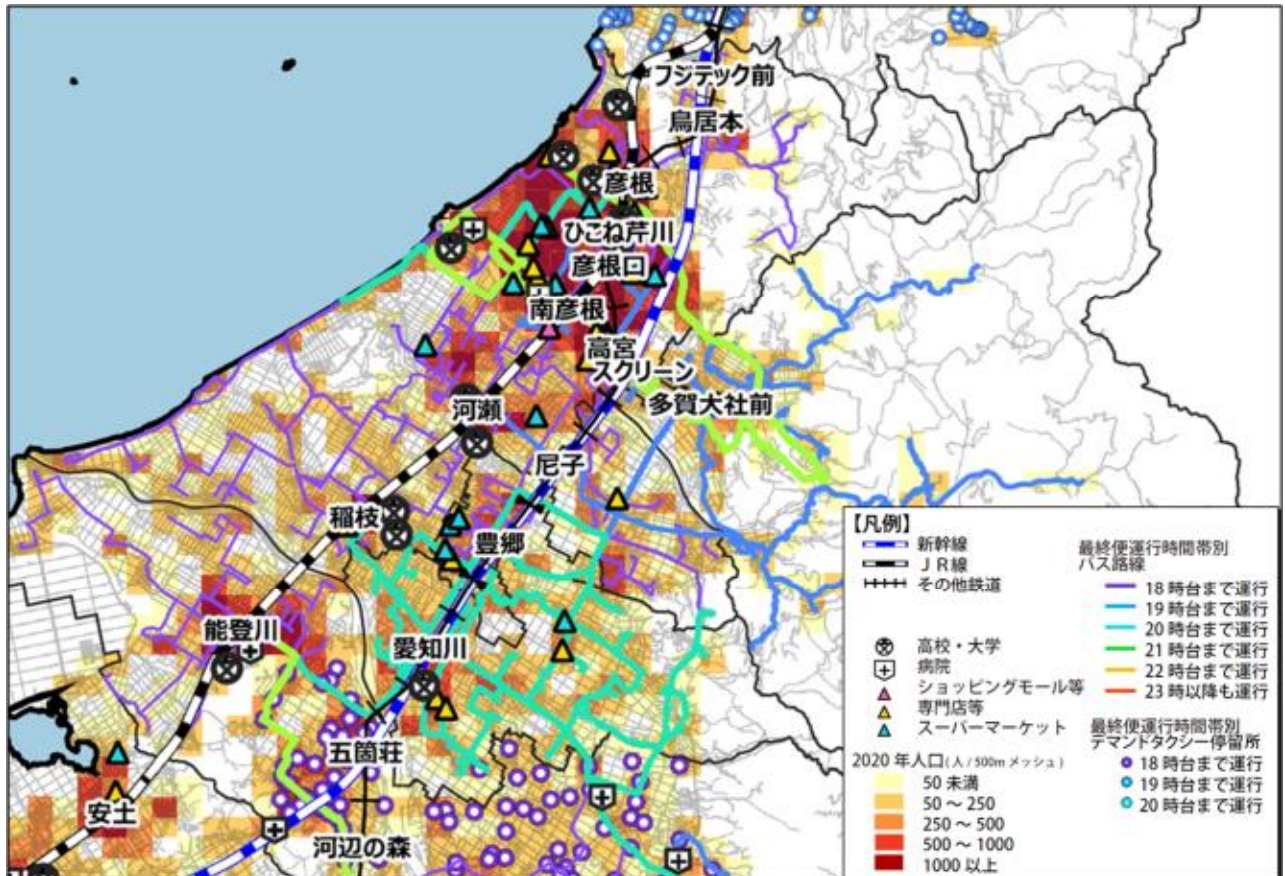 フジテック前
鳥居本
彦根
ひこね芹川
彦根口
南彦根
高宮
スクリーン
多賀大社前
河瀬
尼子
稲枝
豊郷
能登川
愛知川
五箇荘
安土
河辺の森
【凡例】
新幹線
ＪＲ線
その他鉄道
高校・大学
病院
ショッピングモール等
専門店等
スーパーマーケット
2020 年人口(人 / 500m メッシュ)
50 未満
50 ～ 250
250 ～ 500
500 ～ 1000
1000 以上
最終便運行時間帯別
バス路線
18 時台まで運行
19 時台まで運行
20 時台まで運行
21 時台まで運行
22 時台まで運行
23 時以降も運行
最終便運行時間帯別
デマンドタクシー停留所
18 時台まで運行
19 時台まで運行
20 時台まで運行